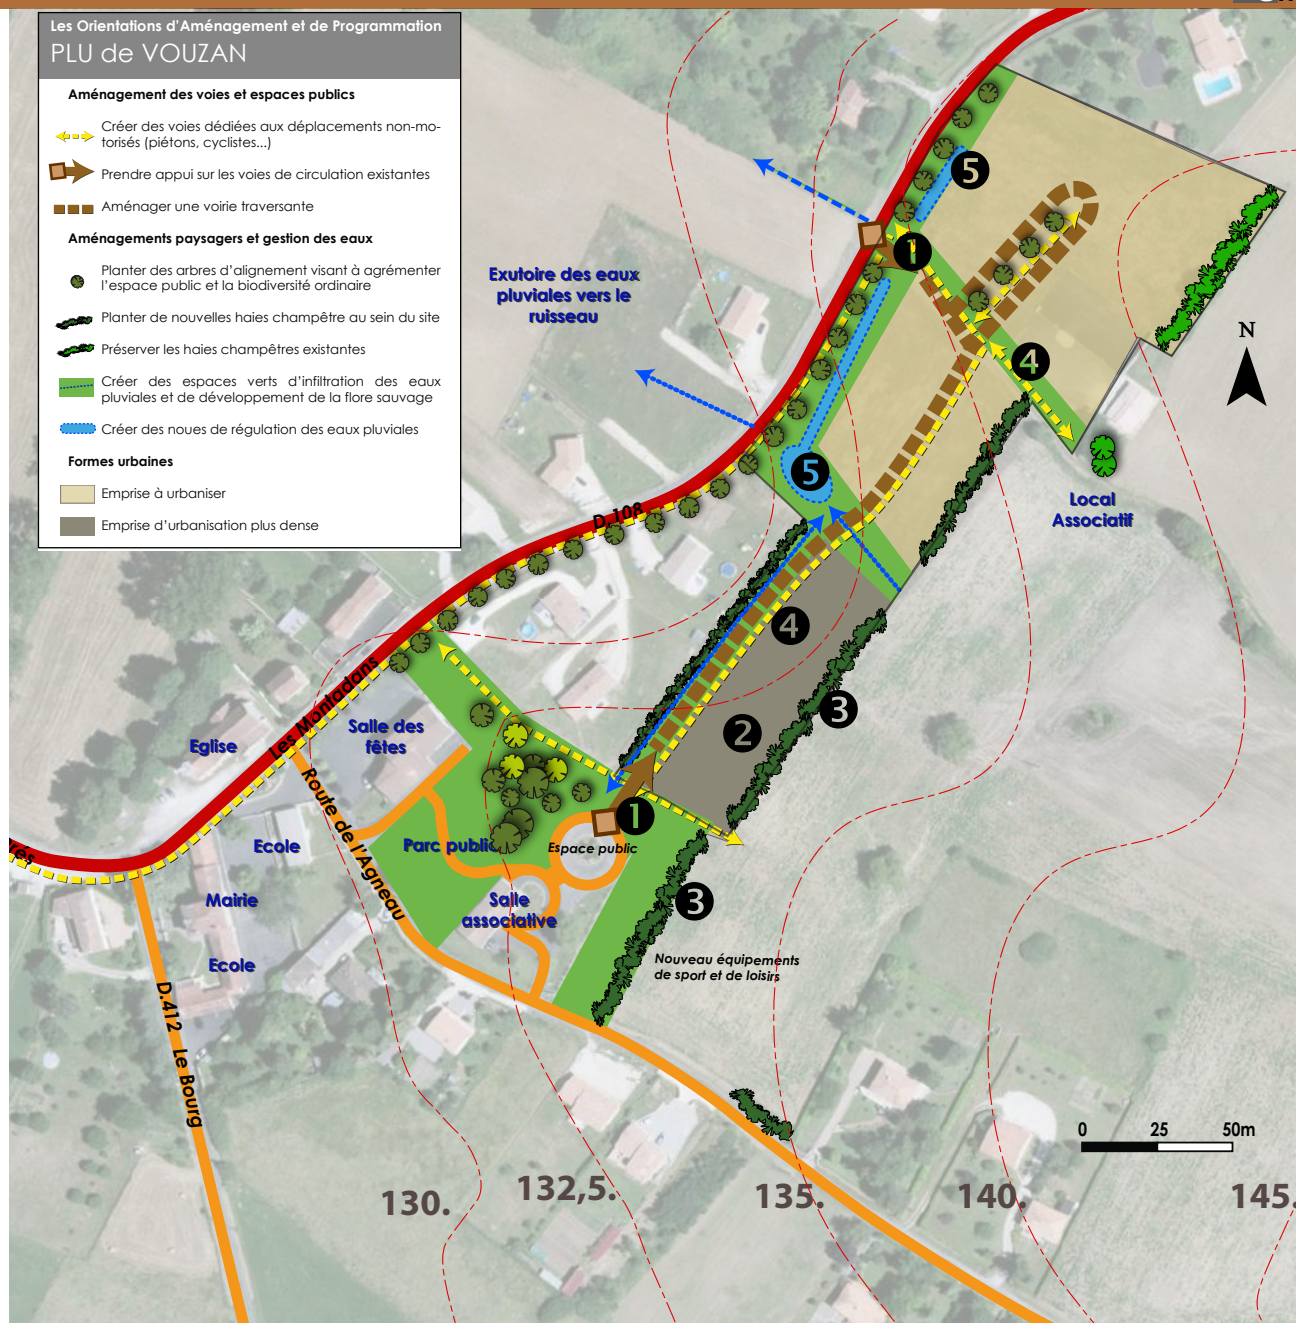 Les Orientations d'Aménagement et de Programmation
PLU de VOUZAN
Aménagement des voies et espaces publics
Créer des voies dédiées aux déplacements non-mo-
torisés (piétons, cyclistes...)
Prendre appui sur les voies de circulation existantes
Aménager une voirie traversante
Aménagements paysagers et gestion des eaux
Planter des arbres d'alignement visant à agrémenter
l'espace public et la biodiversité ordinaire
Planter de nouvelles haies champêtre au sein du site
Préserver les haies champêtres existantes
Créer des espaces verts d'infiltration des eaux
pluviales et de développement de la flore sauvage
Créer des noues de régulation des eaux pluviales
Formes urbaines
Emprise à urbaniser
Emprise d'urbanisation plus dense
5
1
Exutoire des eaux
pluviales vers le
ruisseau
N
4
5
Local
Associatif
D.108
4
Les Montadans
3
2
Salle des
fêtes
Eglise
Route de l'Agneau
1
Ecole
Parc public
Espace public
Mairie
Salle
associative
3
Ecole
Nouveau équipements
de sport et de loisirs
D.412 Le Bourg
0 25 50m
130. 132,5. 135. 140. 145.